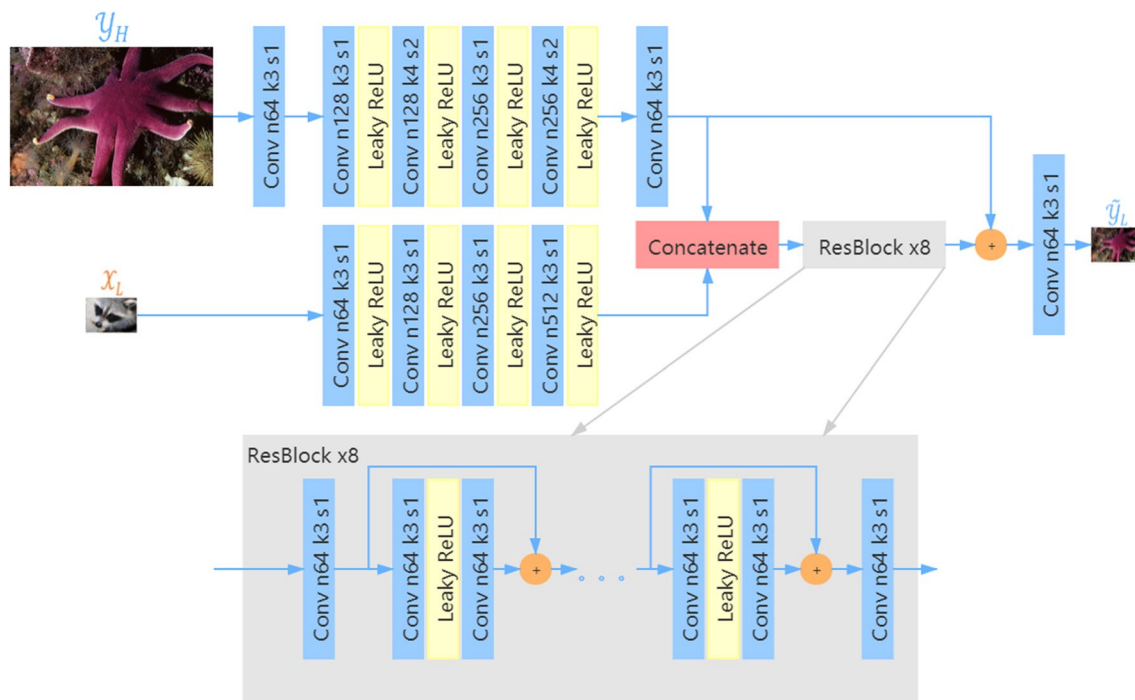 𝒴_H
Conv n64 k3 s1
Conv n128 k3 s1
Leaky ReLU
Conv n128 k4 s2
Leaky ReLU
Conv n256 k3 s1
Leaky ReLU
Conv n256 k4 s2
Leaky ReLU
Conv n64 k3 s1
𝒳_L
Conv n64 k3 s1
Leaky ReLU
Conv n128 k3 s1
Leaky ReLU
Conv n256 k3 s1
Leaky ReLU
Conv n512 k3 s1
Leaky ReLU
Concatenate
ResBlock x8
+
Conv n64 k3 s1
ỹ_L
ResBlock x8
Conv n64 k3 s1
Conv n64 k3 s1
Leaky ReLU
Conv n64 k3 s1
+
。。。
Conv n64 k3 s1
Leaky ReLU
Conv n64 k3 s1
+
Conv n64 k3 s1